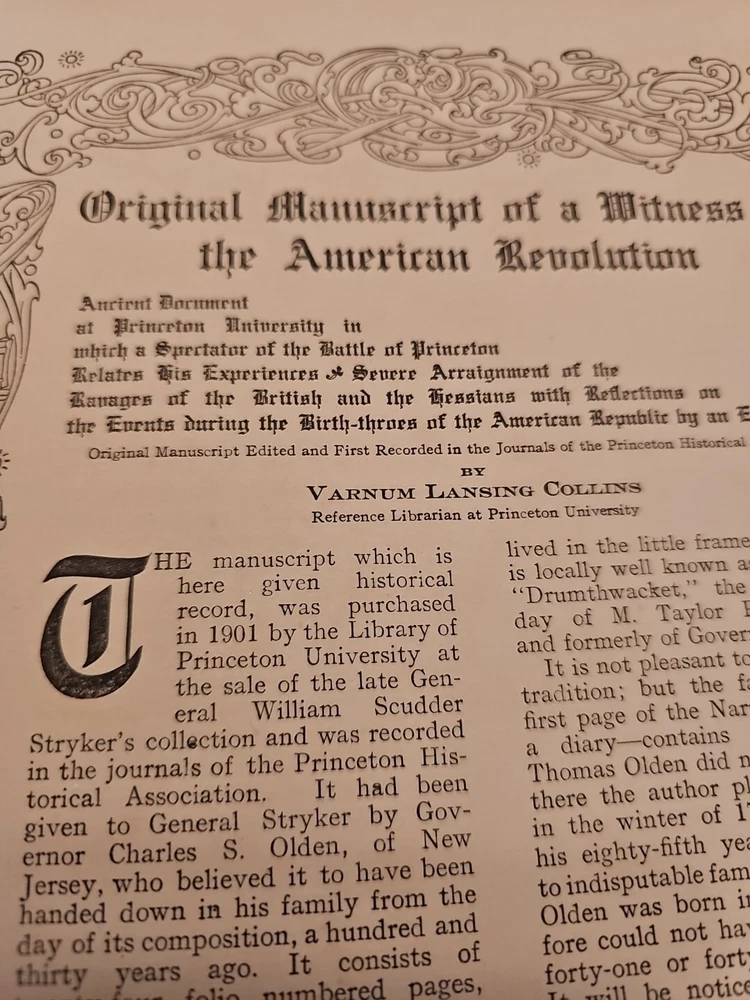 Original Manuscript of a Witness
the American Revolution
Ancient Document
at Princeton University in
which a Spectator of the Battle of Princeton
Relates His Experiences Severe Arraignment of the
Ravages of the British and the Hessians with Reflections on
the Events during the Birth-throes of the American Republic by an
Original Manuscript Edited and First Recorded in the Journals of the Princeton Historical
BY
VARNUM LANSING COLLINS
Reference Librarian at Princeton University
THE manuscript which is
here given historical
record, was purchased
in 1901 by the Library of
Princeton University at
the sale of the late Gen-
eral William Scudder
Stryker's collection and was recorded
in the journals of the Princeton His-
torical Association. It had been
given to General Stryker by Gov-
ernor Charles S. Olden, of New
Jersey, who believed it to have been
handed down in his family from the
day of its composition, a hundred and
thirty years ago. It consists of
folio numbered pages,
lived in the little frame
is locally well known
"Drumthwacket," the
day of M. Taylor
and formerly of
It is not pleasant to
tradition; but the
first page of the
a diary—contains
Thomas Olden did
there the author
in the winter of
his eighty-fifth
to indisputable
Olden was born
fore could not
forty-one or
It will be